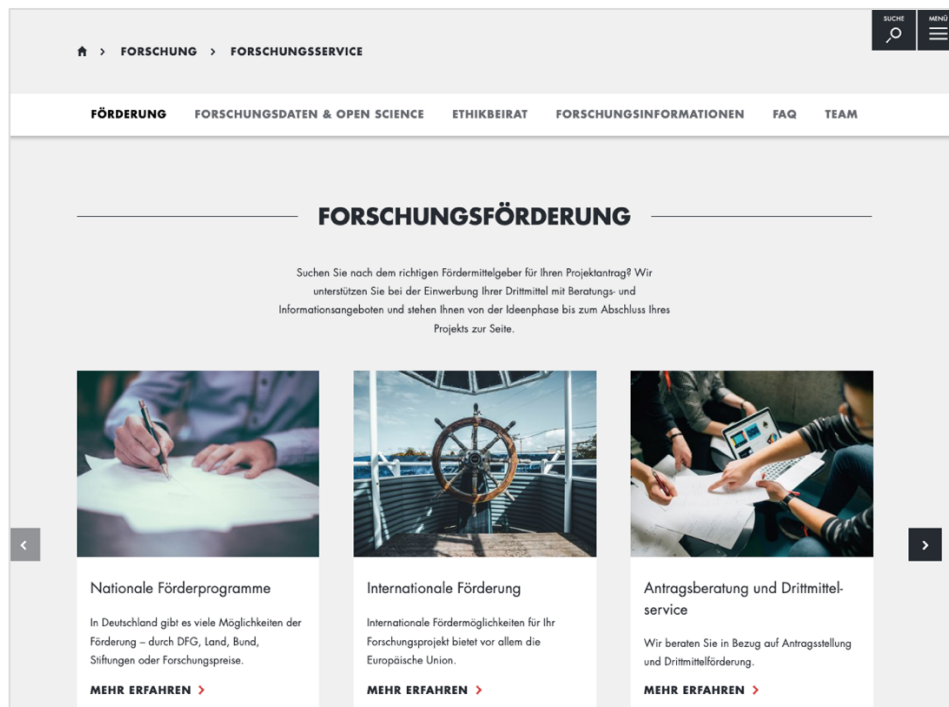 SUCHE
MENÜ
> FORSCHUNG > FORSCHUNGSSERVICE
FÖRDERUNG FORSCHUNGSDATEN & OPEN SCIENCE ETHIKBEIRAT FORSCHUNGSINFORMATIONEN FAQ TEAM
FORSCHUNGSFÖRDERUNG
Suchen Sie nach dem richtigen Fördermittelgeber für Ihren Projektantrag? Wir
unterstützen Sie bei der Einwerbung Ihrer Drittmittel mit Beratungs- und
Informationsangeboten und stehen Ihnen von der Ideenphase bis zum Abschluss Ihres
Projekts zur Seite.
Nationale Förderprogramme
In Deutschland gibt es viele Möglichkeiten der
Förderung – durch DFG, Land, Bund,
Stiftungen oder Forschungspreise.
MEHR ERFAHREN >
Internationale Förderung
Internationale Fördermöglichkeiten für Ihr
Forschungsprojekt bietet vor allem die
Europäische Union.
MEHR ERFAHREN >
Antragsberatung und Drittmittel-
service
Wir beraten Sie in Bezug auf Antragsstellung
und Drittmittelförderung.
MEHR ERFAHREN >